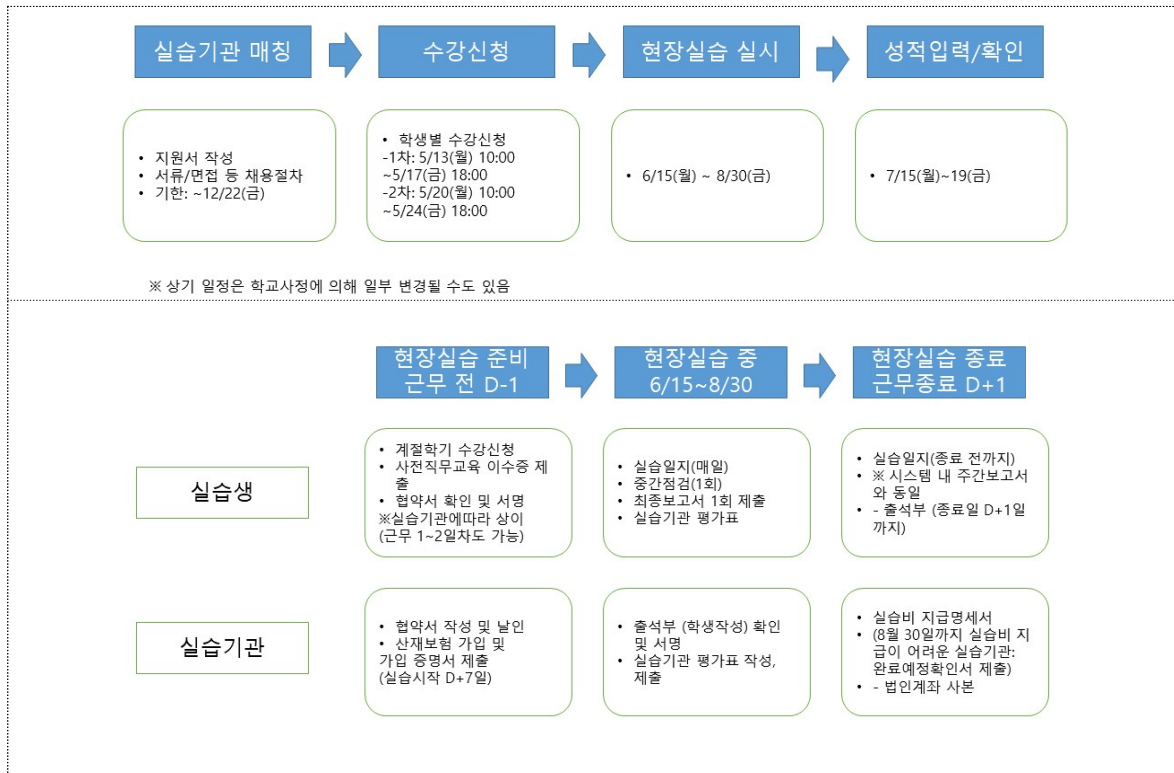 실습기관 매칭
수강신청
현장실습 실시
성적입력/확인
• 지원서 작성
• 서류/면접 등 채용절차
• 기한: ~12/22(금)
• 학생별 수강신청
-1차: 5/13(월) 10:00
~5/17(금) 18:00
-2차: 5/20(월) 10:00
~5/24(금) 18:00
• 6/15(월) ~ 8/30(금)
• 7/15(월)~19(금)
※ 상기 일정은 학교사정에 의해 일부 변경될 수도 있음
현장실습 준비
근무 전 D-1
현장실습 중
6/15~8/30
현장실습 종료
근무종료 D+1
실습생
• 계절학기 수강신청
• 사전직무교육 이수증 제
출
• 협약서 확인 및 서명
※실습기관에따라 상이
(근무 1~2일차도 가능)
• 실습일지(매일)
• 중간점검(1회)
• 최종보고서 1회 제출
• 실습기관 평가표
• 실습일지(종료 전까지)
• ※ 시스템 내 주간보고서
와 동일
• - 출석부 (종료일 D+1일
까지)
실습기관
• 협약서 작성 및 날인
• 산재보험 가입 및
가입 증명서 제출
(실습시작 D+7일)
• 출석부 (학생작성) 확인
및 서명
• 실습기관 평가표 작성,
제출
• 실습비 지급명세서
• (8월 30일까지 실습비 지
급이 어려운 실습기관:
완료예정확인서 제출)
• - 법인계좌 사본